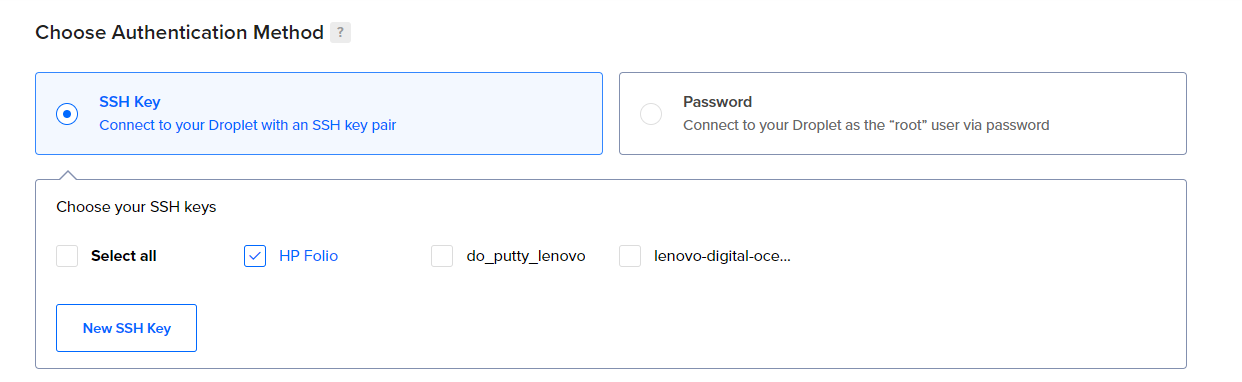 Choose Authentication Method ?
SSH Key
Connect to your Droplet with an SSH key pair
Password
Connect to your Droplet as the “root” user via password
Choose your SSH keys
Select all
HP Folio
do_putty_lenovo
lenovo-digital-oce...
New SSH Key